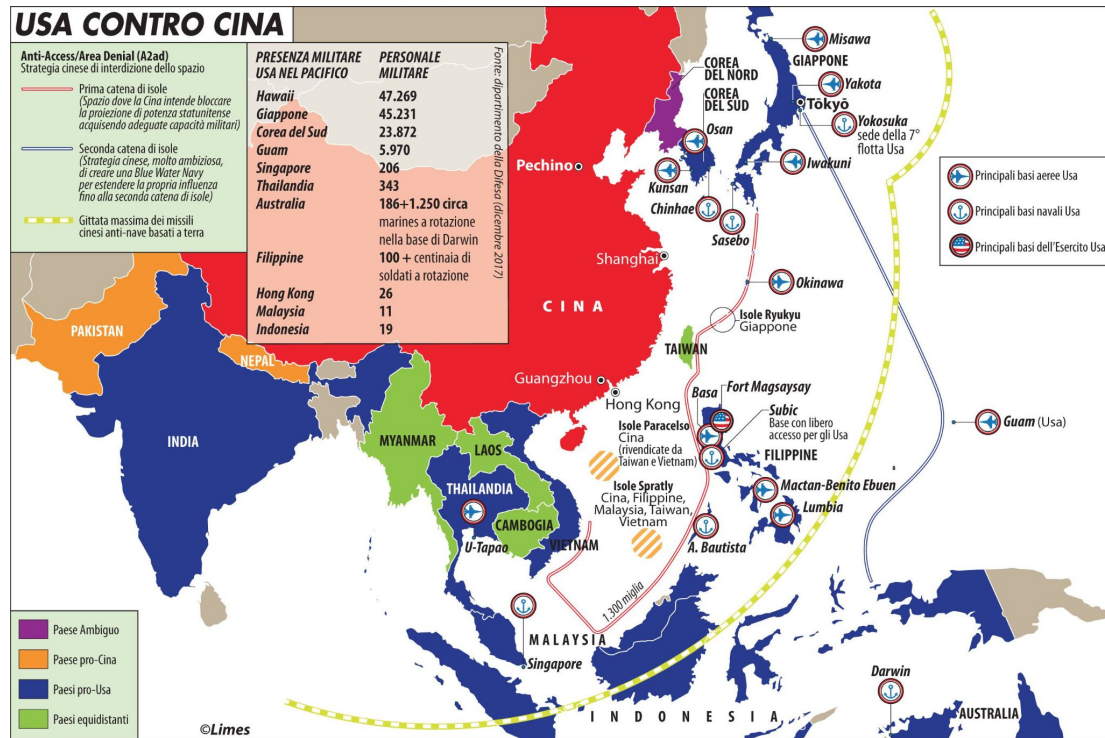 USA CONTRO CINA
Anti-Access/Area Denial (A2ad)
Strategia cinese di interdizione dello spazio
Prima catena di isole
(Spazio dove la Cina intende bloccare
la proiezione di potenza statunitense
acquisendo adeguate capacità militari)
Seconda catena di isole
(Strategia cinese, molto ambiziosa,
di creare una Blue Water Navy
per estendere la propria influenza
fino alla seconda catena di isole)
Gittata massima dei missili
cinesi anti-nave basati a terra
PRESENZA MILITARE
USA NEL PACIFICO
PERSONALE
MILITARE
Hawaii 47.269
Giappone 45.231
Corea del Sud 23.872
Guam 5.970
Singapore 206
Thailandia 343
Australia 186+1.250 circa
marines a rotazione
nella base di Darwin
Filippine 100 + centinaia di
soldati a rotazione
Hong Kong 26
Malaysia 11
Indonesia 19
Fonte: dipartimento della Difesa (dicembre 2017)
COREA
DEL NORD
COREA
DEL SUD
Misawa
GIAPPONE
Yakota
Tōkyō
Yokosuka
sede della 7°
flotta Usa
Osan
Iwakuni
Kunsan
Chinhae
Sasebo
Pechino
Shanghai
CINA
Okinawa
Isole Ryukyu
Giappone
TAIWAN
Guangzhou
Hong Kong
Basa
Fort Magsaysay
Subic
Base con libero
accesso per gli Usa
FILIPPINE
Isole Paracelso
Cina
(rivendicate da
Taiwan e Vietnam)
Isole Spratly
Cina, Filippine,
Malaysia, Taiwan,
Vietnam
Mactan-Benito Ebuen
Lumbia
A. Bautista
Guam (Usa)
PAKISTAN
NEPAL
INDIA
MYANMAR
LAOS
THAILANDIA
CAMBOGIA
U-Tapao
VIETNAM
1.300 miglia
MALAYSIA
Singapore
INDONESIA
Darwin
AUSTRALIA
Principali basi aeree Usa
Principali basi navali Usa
Principali basi dell'Esercito Usa
Paese Ambiguo
Paese pro-Cina
Paesi pro-Usa
Paesi equidistanti
©Limes